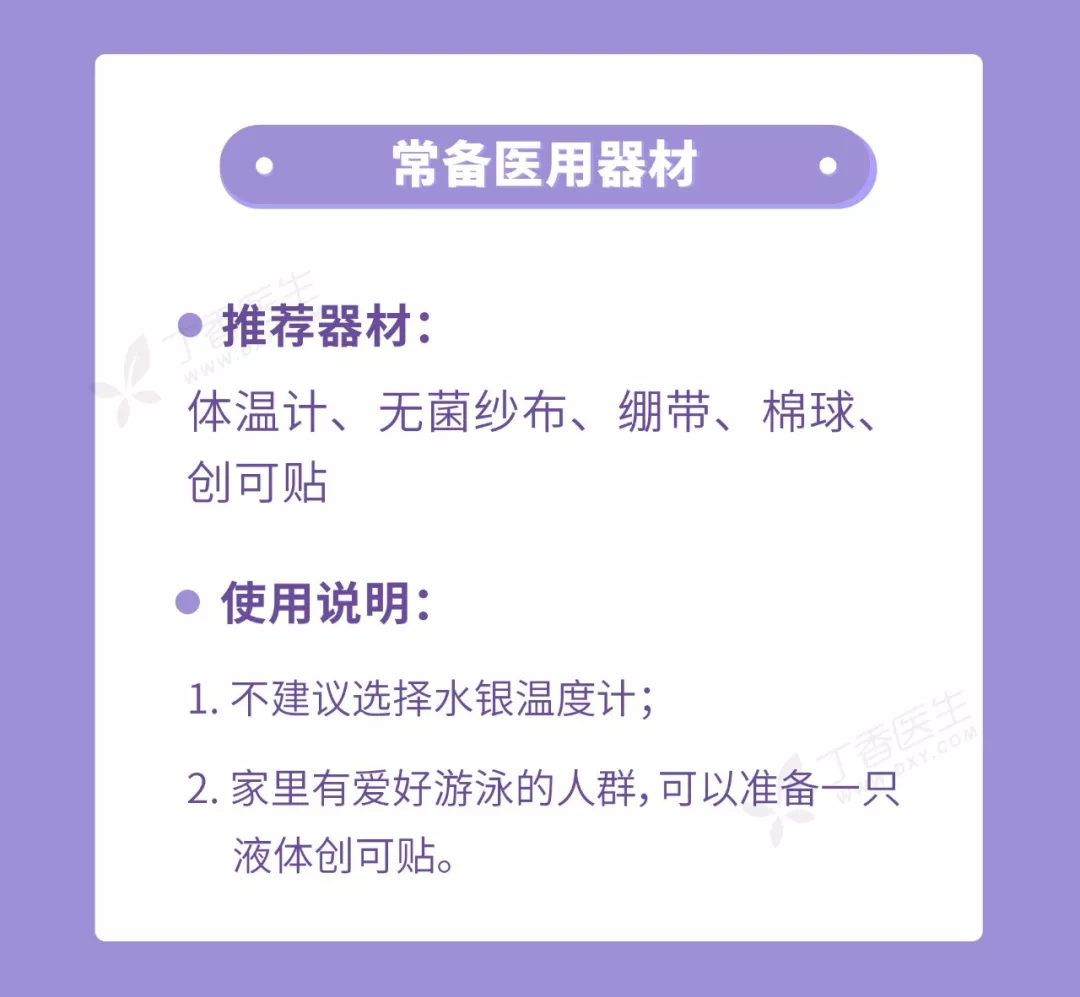 常备医用器材
推荐器材：
体温计、无菌纱布、绷带、棉球、
创可贴
使用说明：
1. 不建议选择水银温度计；
2. 家里有爱好游泳的人群，可以准备一只
液体创可贴。
丁香医生
WWW.DXY.COM
丁香医生
WWW.DXY.COM